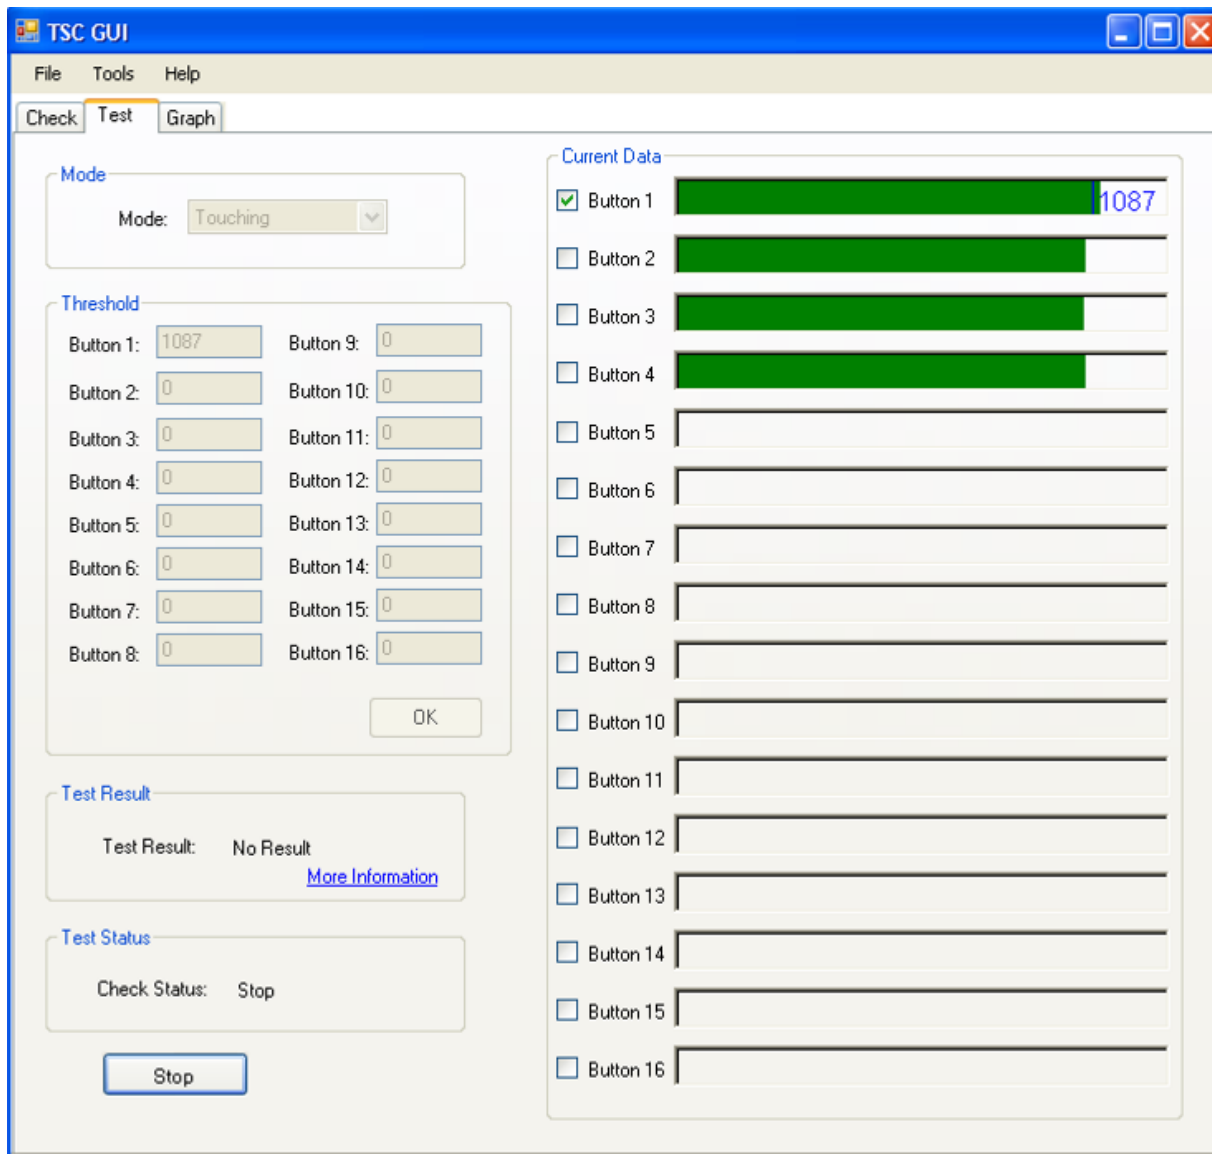 TSC GUI
File Tools Help
Check Test Graph
Mode
Mode: Touching
Threshold
Button 1: 1087 Button 9: 0
Button 2: 0 Button 10: 0
Button 3: 0 Button 11: 0
Button 4: 0 Button 12: 0
Button 5: 0 Button 13: 0
Button 6: 0 Button 14: 0
Button 7: 0 Button 15: 0
Button 8: 0 Button 16: 0
OK
Test Result
Test Result: No Result
More Information
Test Status
Check Status: Stop
Stop
Current Data
Button 1 1087
Button 2
Button 3
Button 4
Button 5
Button 6
Button 7
Button 8
Button 9
Button 10
Button 11
Button 12
Button 13
Button 14
Button 15
Button 16